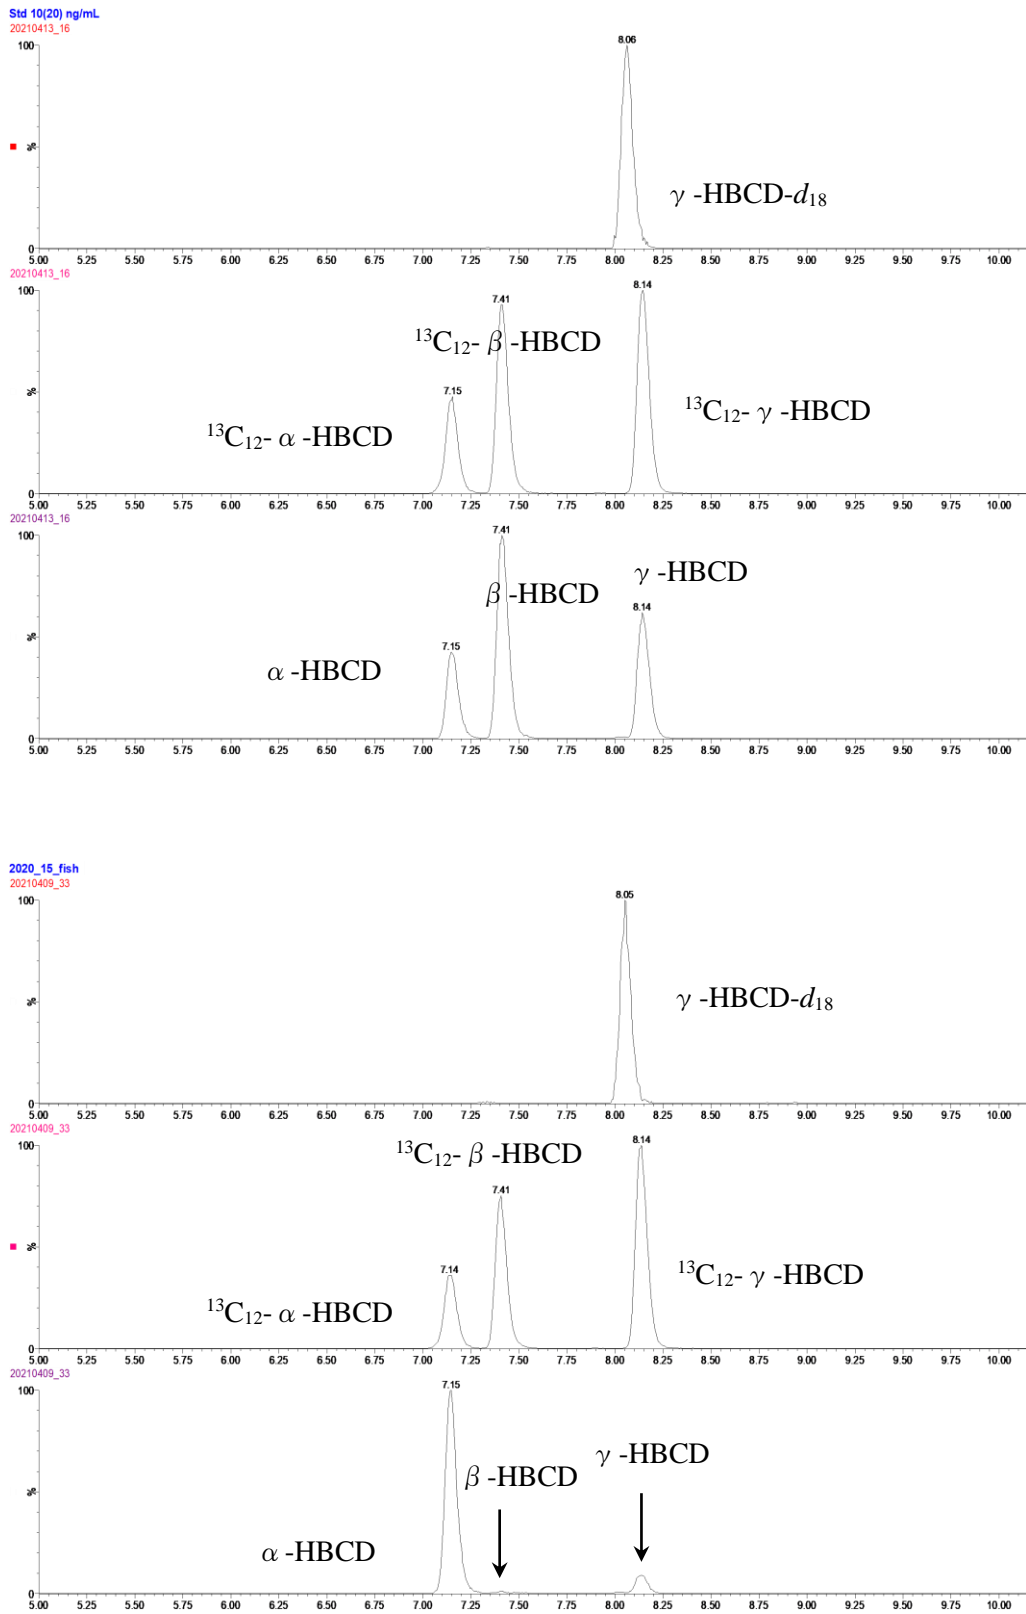 Std 10(20) ng/mL
20210413_16
100
8.06
%
γ -HBCD-d18
0
5.00 5.25 5.50 5.75 6.00 6.25 6.50 6.75 7.00 7.25 7.50 7.75 8.00 8.25 8.50 8.75 9.00 9.25 9.50 9.75 10.00
20210413_16
100
8.14
7.41
13C12- β -HBCD
%
7.15
13C12- γ -HBCD
13C12- α -HBCD
0
5.00 5.25 5.50 5.75 6.00 6.25 6.50 6.75 7.00 7.25 7.50 7.75 8.00 8.25 8.50 8.75 9.00 9.25 9.50 9.75 10.00
20210413_16
100
7.41
γ -HBCD
β -HBCD
8.14
%
7.15
α -HBCD
0
5.00 5.25 5.50 5.75 6.00 6.25 6.50 6.75 7.00 7.25 7.50 7.75 8.00 8.25 8.50 8.75 9.00 9.25 9.50 9.75 10.00
2020_15_fish
20210409_33
100
8.05
%
γ -HBCD-d18
0
5.00 5.25 5.50 5.75 6.00 6.25 6.50 6.75 7.00 7.25 7.50 7.75 8.00 8.25 8.50 8.75 9.00 9.25 9.50 9.75 10.00
20210409_33
100
8.14
13C12- β -HBCD
7.41
%
7.14
13C12- γ -HBCD
13C12- α -HBCD
0
5.00 5.25 5.50 5.75 6.00 6.25 6.50 6.75 7.00 7.25 7.50 7.75 8.00 8.25 8.50 8.75 9.00 9.25 9.50 9.75 10.00
20210409_33
100
7.15
γ -HBCD
β -HBCD
%
α -HBCD
0
5.00 5.25 5.50 5.75 6.00 6.25 6.50 6.75 7.00 7.25 7.50 7.75 8.00 8.25 8.50 8.75 9.00 9.25 9.50 9.75 10.00